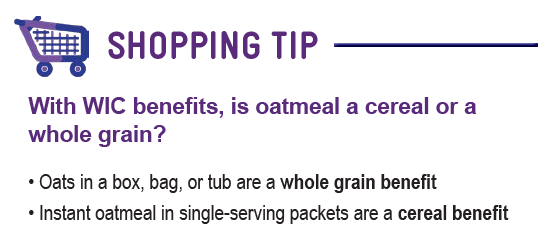 SHOPPING TIP
With WIC benefits, is oatmeal a cereal or a
whole grain?
• Oats in a box, bag, or tub are a whole grain benefit
• Instant oatmeal in single-serving packets are a cereal benefit